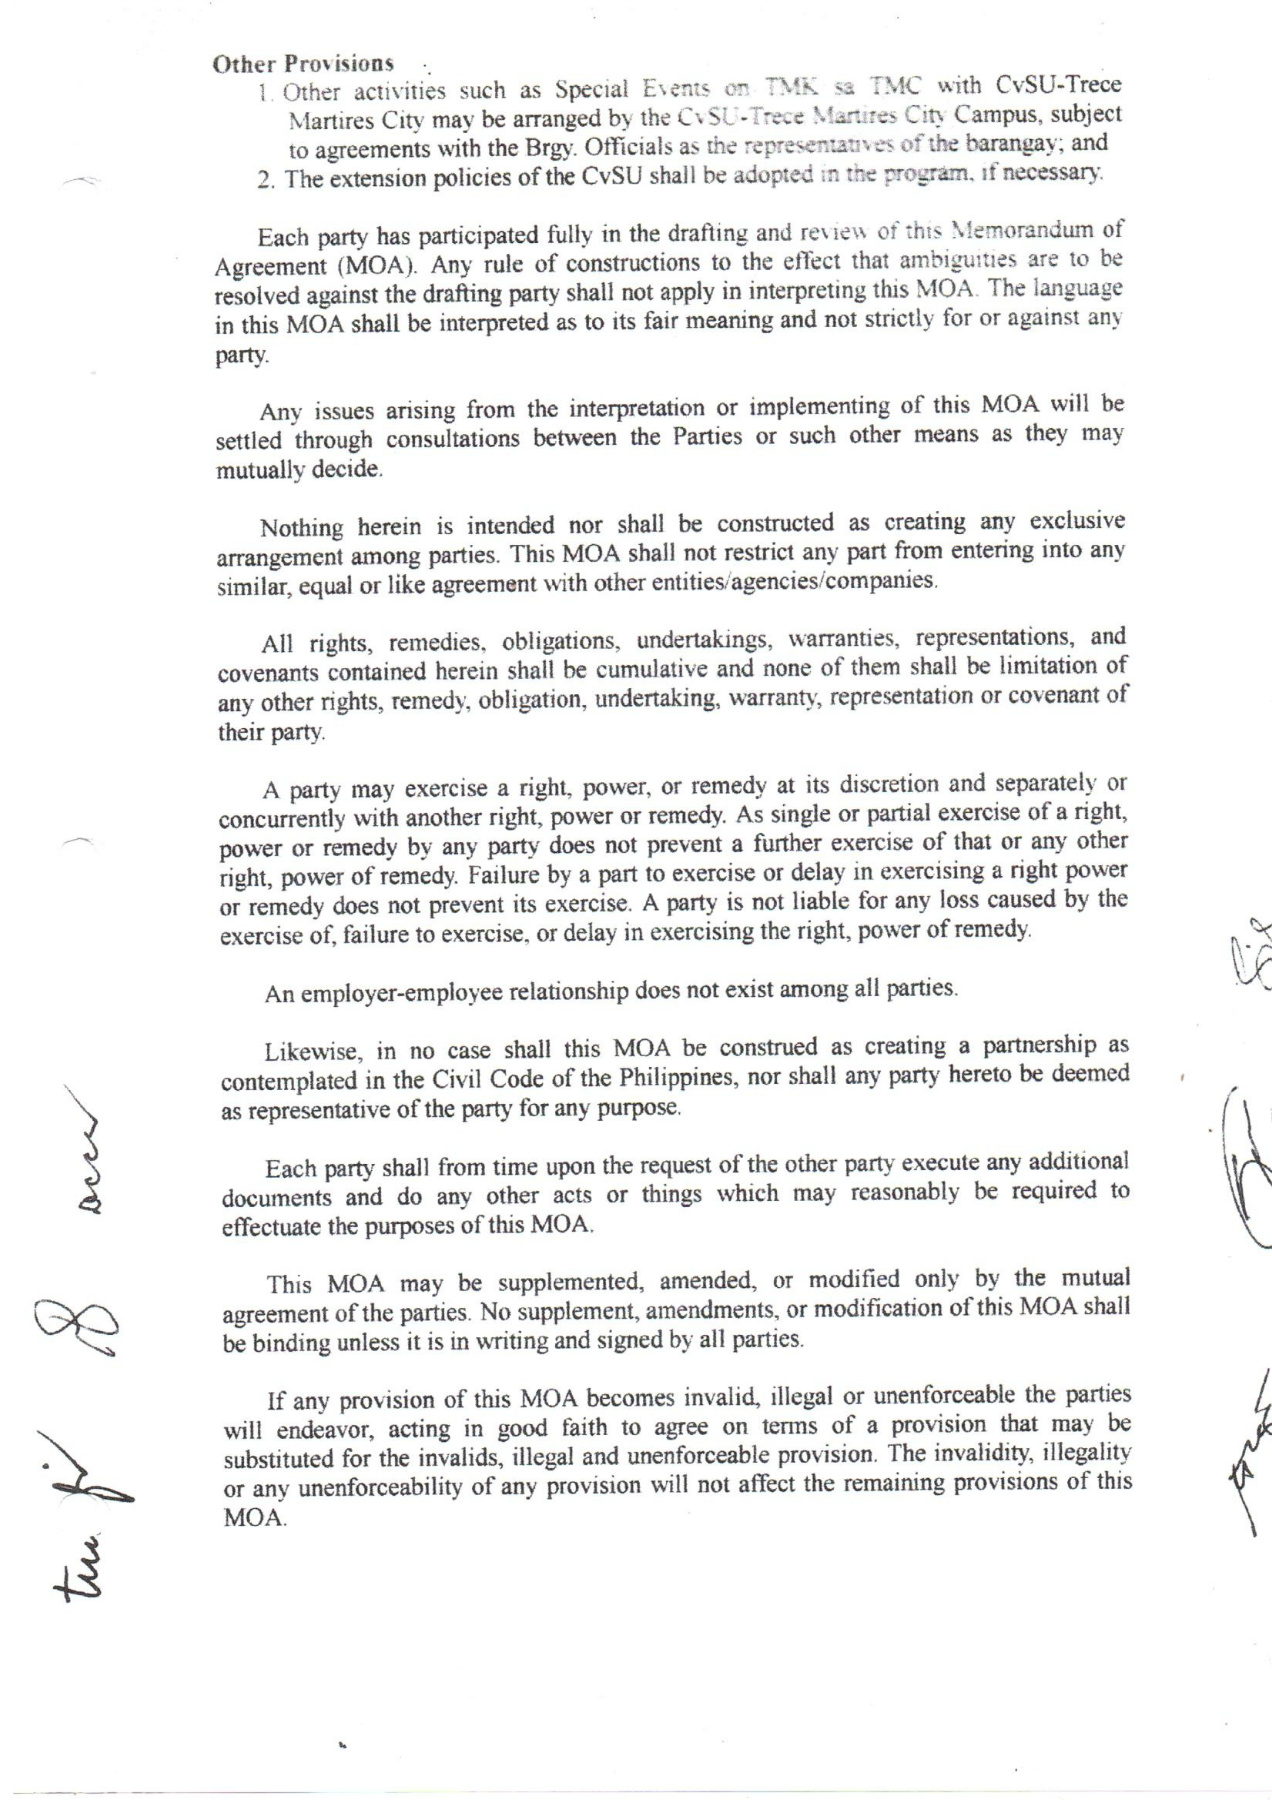 Other Provisions
1. Other activities such as Special Events on TMK sa TMC with CvSU-Trece
Martires City may be arranged by the CvSU-Trece Martires City Campus, subject
to agreements with the Brgy. Officials as the representatives of the barangay; and
2. The extension policies of the CvSU shall be adopted in the program, if necessary.
Each party has participated fully in the drafting and review of this Memorandum of
Agreement (MOA). Any rule of constructions to the effect that ambiguities are to be
resolved against the drafting party shall not apply in interpreting this MOA. The language
in this MOA shall be interpreted as to its fair meaning and not strictly for or against any
party.
Any issues arising from the interpretation or implementing of this MOA will be
settled through consultations between the Parties or such other means as they may
mutually decide.
Nothing herein is intended nor shall be constructed as creating any exclusive
arrangement among parties. This MOA shall not restrict any part from entering into any
similar, equal or like agreement with other entities/agencies/companies.
All rights, remedies, obligations, undertakings, warranties, representations, and
covenants contained herein shall be cumulative and none of them shall be limitation of
any other rights, remedy, obligation, undertaking, warranty, representation or covenant of
their party.
A party may exercise a right, power, or remedy at its discretion and separately or
concurrently with another right, power or remedy. As single or partial exercise of a right,
power or remedy by any party does not prevent a further exercise of that or any other
right, power of remedy. Failure by a part to exercise or delay in exercising a right power
or remedy does not prevent its exercise. A party is not liable for any loss caused by the
exercise of, failure to exercise, or delay in exercising the right, power of remedy.
An employer-employee relationship does not exist among all parties.
Likewise, in no case shall this MOA be construed as creating a partnership as
contemplated in the Civil Code of the Philippines, nor shall any party hereto be deemed
as representative of the party for any purpose.
Each party shall from time upon the request of the other party execute any additional
documents and do any other acts or things which may reasonably be required to
effectuate the purposes of this MOA.
This MOA may be supplemented, amended, or modified only by the mutual
agreement of the parties. No supplement, amendments, or modification of this MOA shall
be binding unless it is in writing and signed by all parties.
If any provision of this MOA becomes invalid, illegal or unenforceable the parties
will endeavor, acting in good faith to agree on terms of a provision that may be
substituted for the invalids, illegal and unenforceable provision. The invalidity, illegality
or any unenforceability of any provision will not affect the remaining provisions of this
MOA.